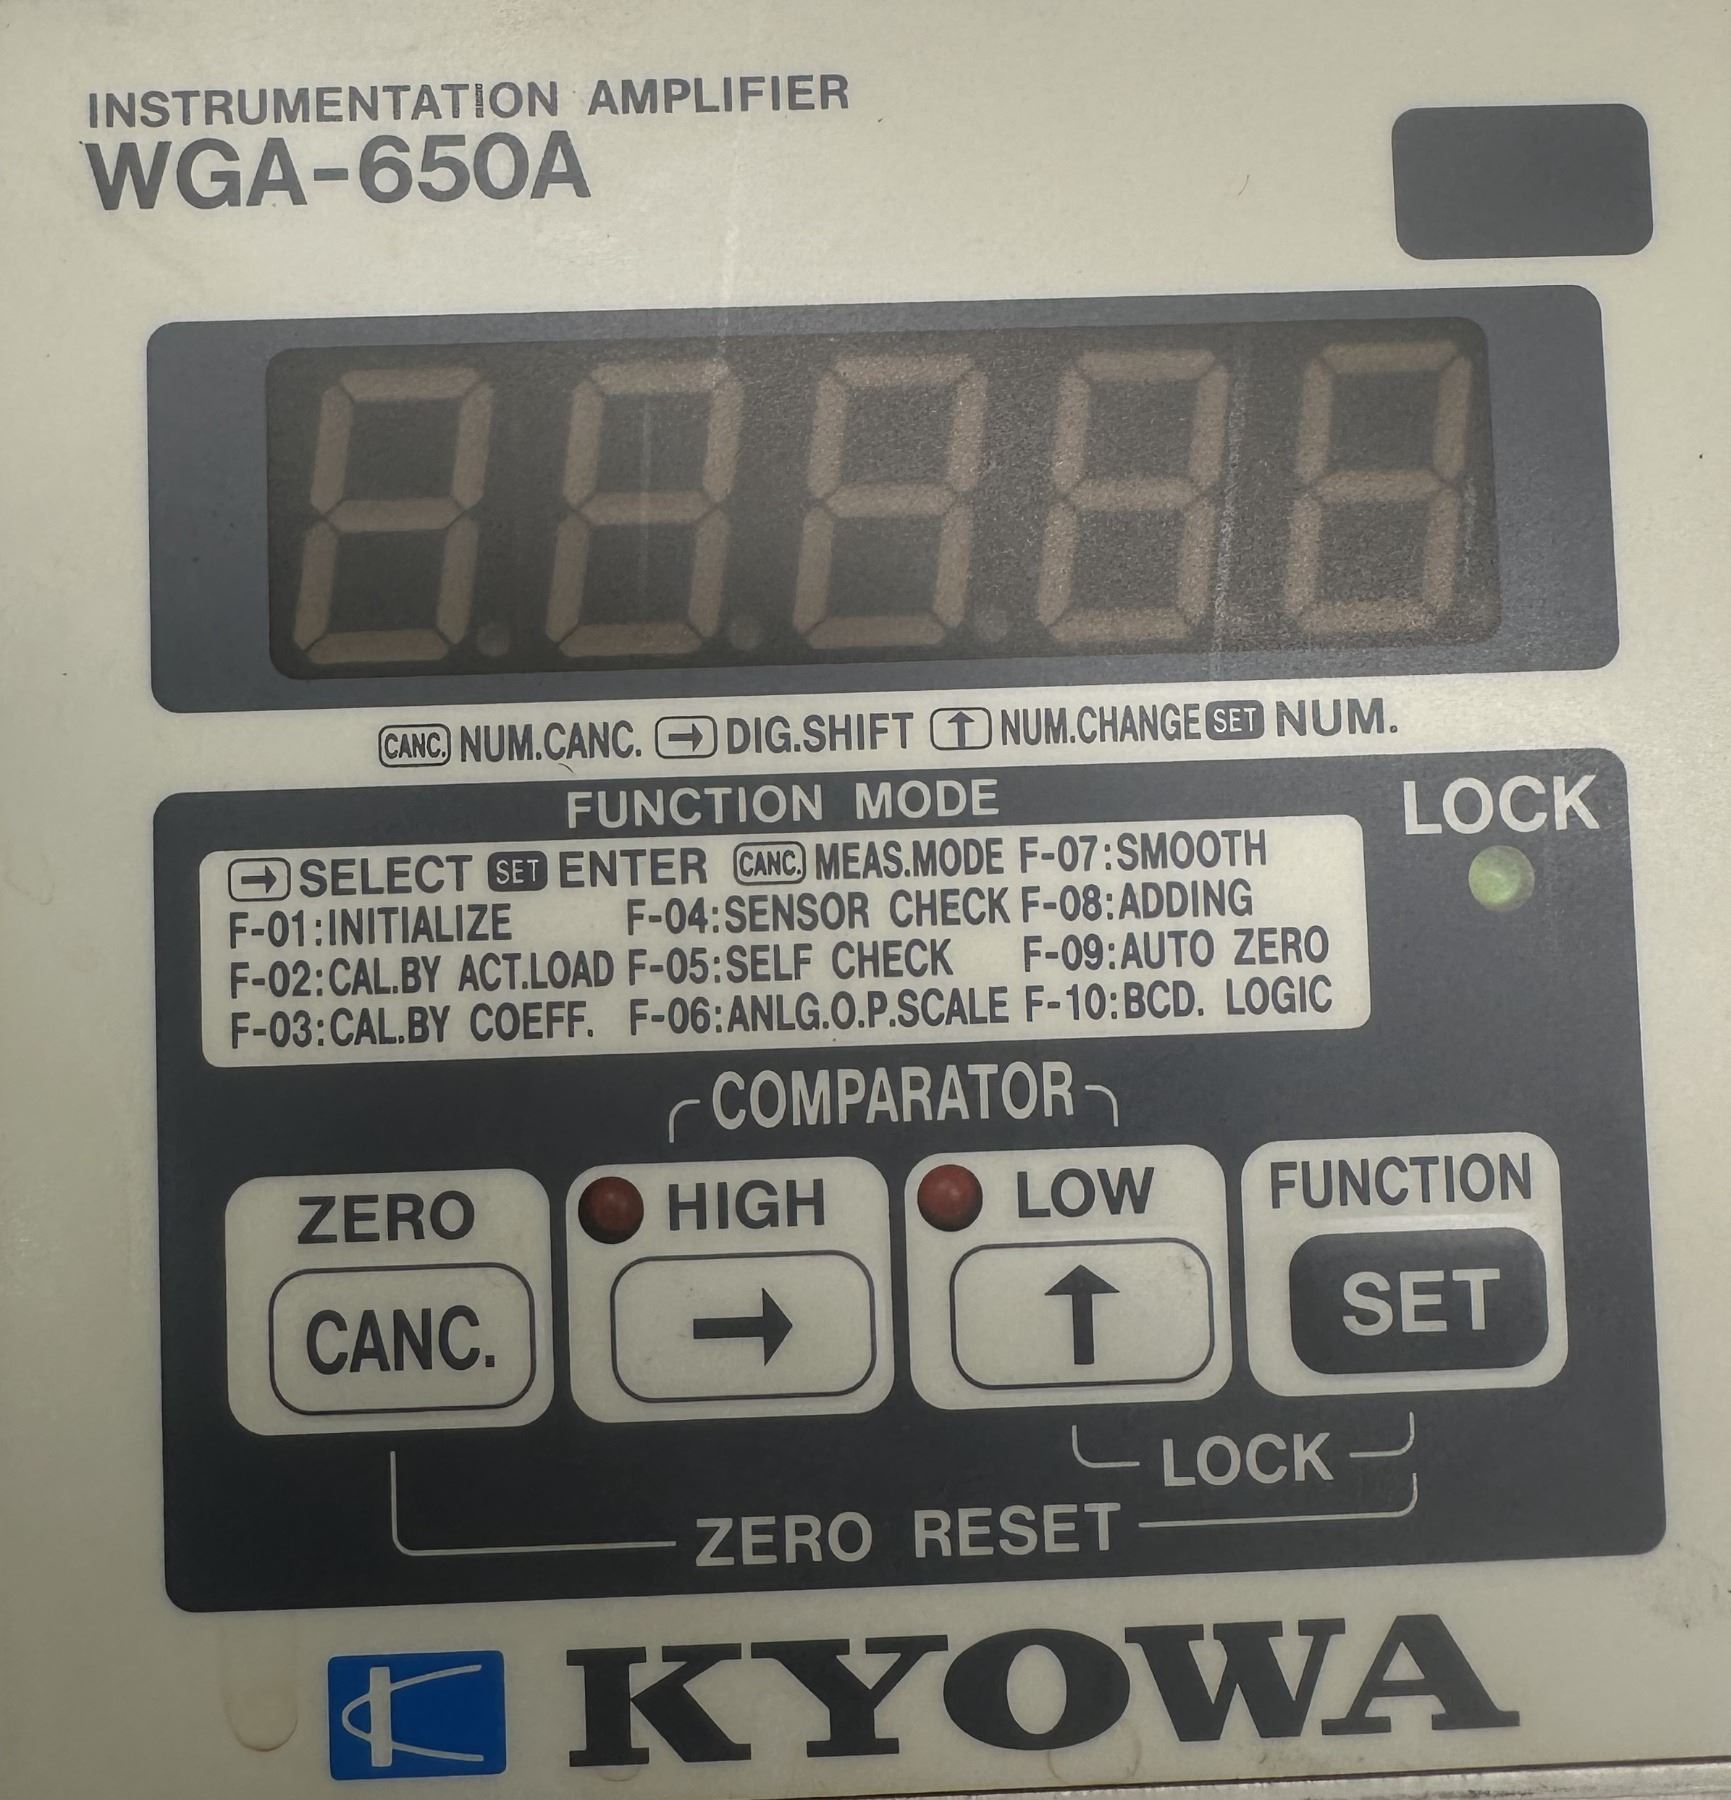 INSTRUMENTATION AMPLIFIER
WGA-650A
CANC. NUM.CANC. → DIG.SHIFT ↑ NUM.CHANGE SET NUM.
FUNCTION MODE
LOCK
→ SELECT SET ENTER CANC. MEAS.MODE F-07:SMOOTH
F-01:INITIALIZE F-04:SENSOR CHECK F-08:ADDING
F-02:CAL.BY ACT.LOAD F-05:SELF CHECK F-09:AUTO ZERO
F-03:CAL.BY COEFF. F-06:ANLG.O.P.SCALE F-10:BCD. LOGIC
COMPARATOR
ZERO HIGH LOW FUNCTION
CANC. → ↑ SET
LOCK
ZERO RESET
KYOWA